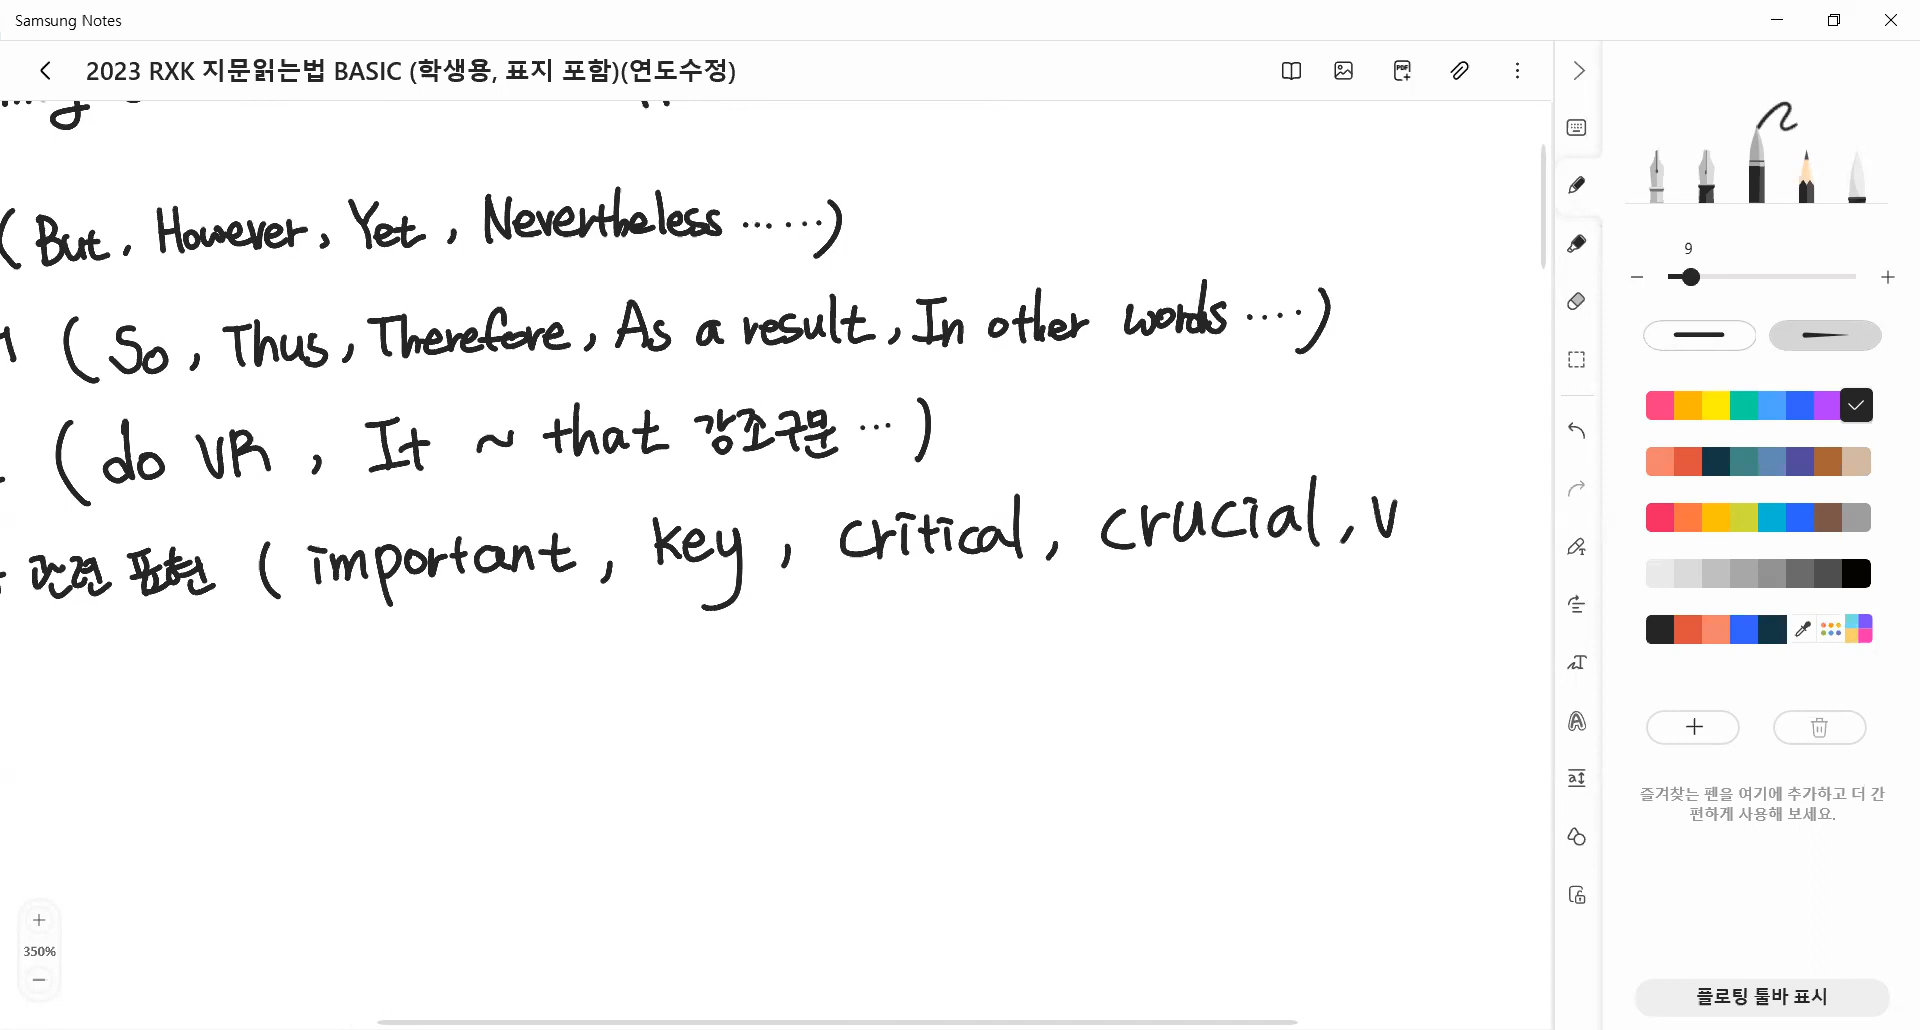 Samsung Notes
2023 RXK 지문읽는법 BASIC (학생용, 표지 포함)(연도수정)
PDF
(But, However, Yet, Nevertheless ……)
(So, Thus, Therefore, As a result, In other words ….)
(do VR, It ~ that 강조구문 …)
관련 표현 (important, key, critical, crucial, v
9
즐겨찾는 펜을 여기에 추가하고 더 간
편하게 사용해 보세요.
350%
플로팅 툴바 표시